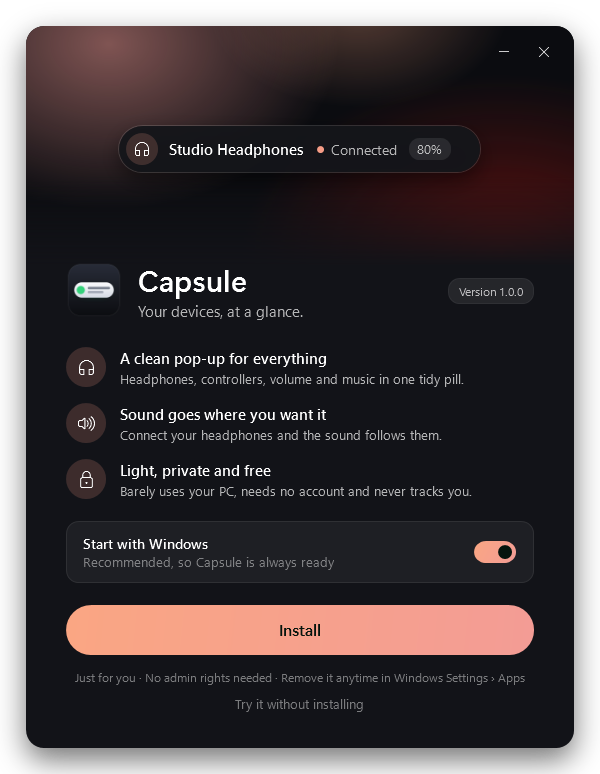 Studio Headphones Connected 80%
Capsule
Your devices, at a glance.
Version 1.0.0
A clean pop-up for everything
Headphones, controllers, volume and music in one tidy pill.
Sound goes where you want it
Connect your headphones and the sound follows them.
Light, private and free
Barely uses your PC, needs no account and never tracks you.
Start with Windows
Recommended, so Capsule is always ready
Install
Just for you · No admin rights needed · Remove it anytime in Windows Settings › Apps
Try it without installing